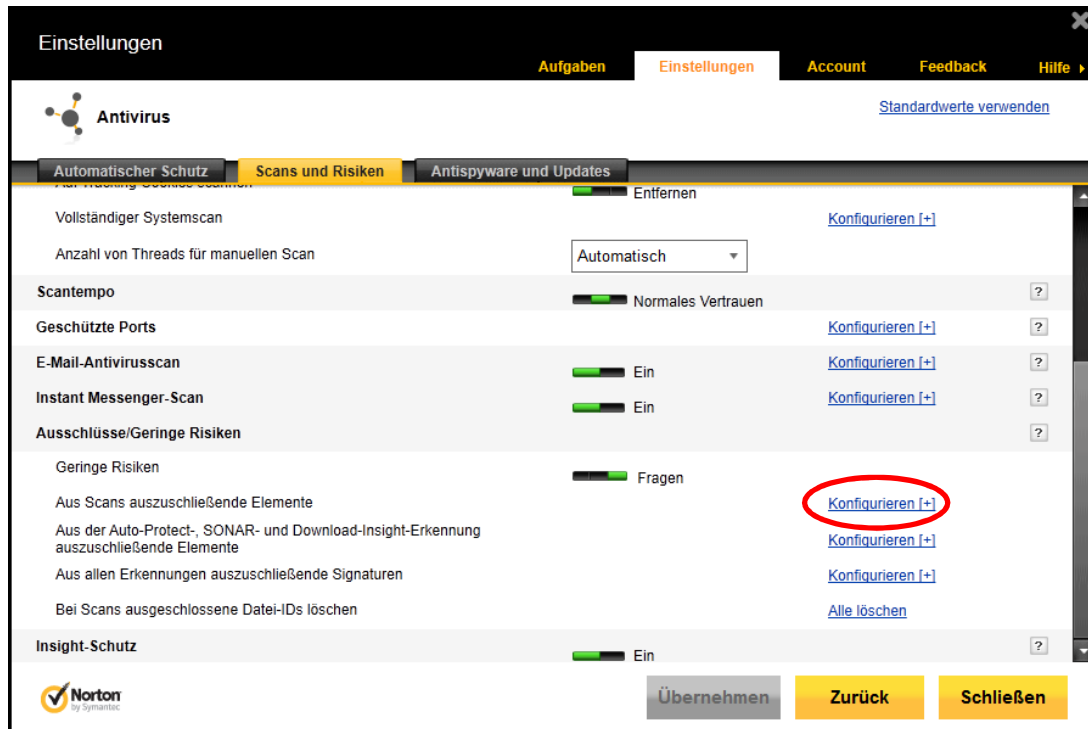 Einstellungen
Aufgaben Einstellungen Account Feedback Hilfe
Antivirus
Standardwerte verwenden
Automatischer Schutz Scans und Risiken Antispyware und Updates
Entfernen
Vollständiger Systemscan Konfigurieren [+]
Anzahl von Threads für manuellen Scan Automatisch
Scantempo Normales Vertrauen ?
Geschützte Ports Konfigurieren [+] ?
E-Mail-Antivirusscan Ein Konfigurieren [+] ?
Instant Messenger-Scan Ein Konfigurieren [+] ?
Ausschlüsse/Geringe Risiken ?
Geringe Risiken Fragen
Aus Scans auszuschließende Elemente Konfigurieren [+]
Aus der Auto-Protect-, SONAR- und Download-Insight-Erkennung
auszuschließende Elemente Konfigurieren [+]
Aus allen Erkennungen auszuschließende Signaturen Konfigurieren [+]
Bei Scans ausgeschlossene Datei-IDs löschen Alle löschen
Insight-Schutz Ein ?
Norton
by Symantec
Übernehmen Zurück Schließen